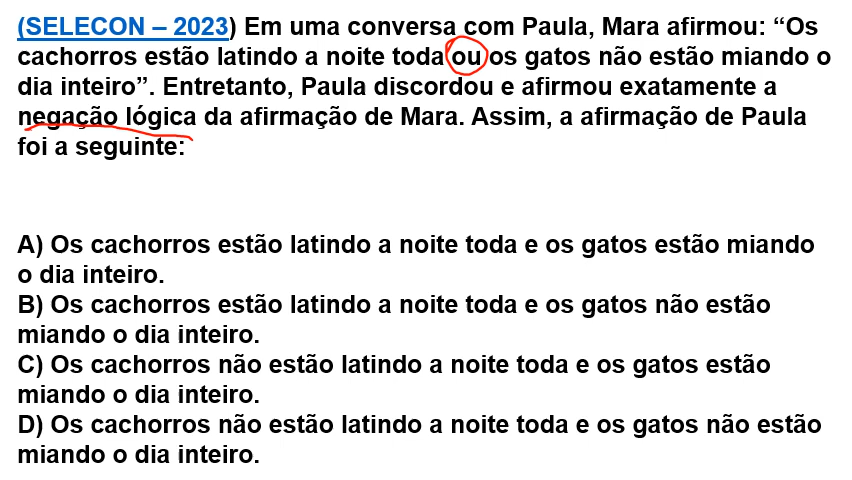 (SELECON – 2023) Em uma conversa com Paula, Mara afirmou: “Os
cachorros estão latindo a noite toda ou os gatos não estão miando o
dia inteiro”. Entretanto, Paula discordou e afirmou exatamente a
negação lógica da afirmação de Mara. Assim, a afirmação de Paula
foi a seguinte:
A) Os cachorros estão latindo a noite toda e os gatos estão miando
o dia inteiro.
B) Os cachorros estão latindo a noite toda e os gatos não estão
miando o dia inteiro.
C) Os cachorros não estão latindo a noite toda e os gatos estão
miando o dia inteiro.
D) Os cachorros não estão latindo a noite toda e os gatos não estão
miando o dia inteiro.